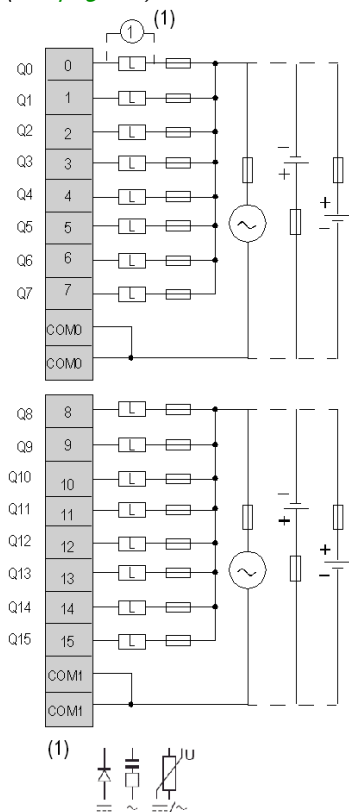 (1)
1
Q0 0 L
Q1 1 L
Q2 2 L
Q3 3 L
Q4 4 L
Q5 5 L
Q6 6 L
Q7 7 L
COM0
COM0
Q8 8 L
Q9 9 L
Q10 10 L
Q11 11 L
Q12 12 L
Q13 13 L
Q14 14 L
Q15 15 L
COM1
COM1
(1)
U